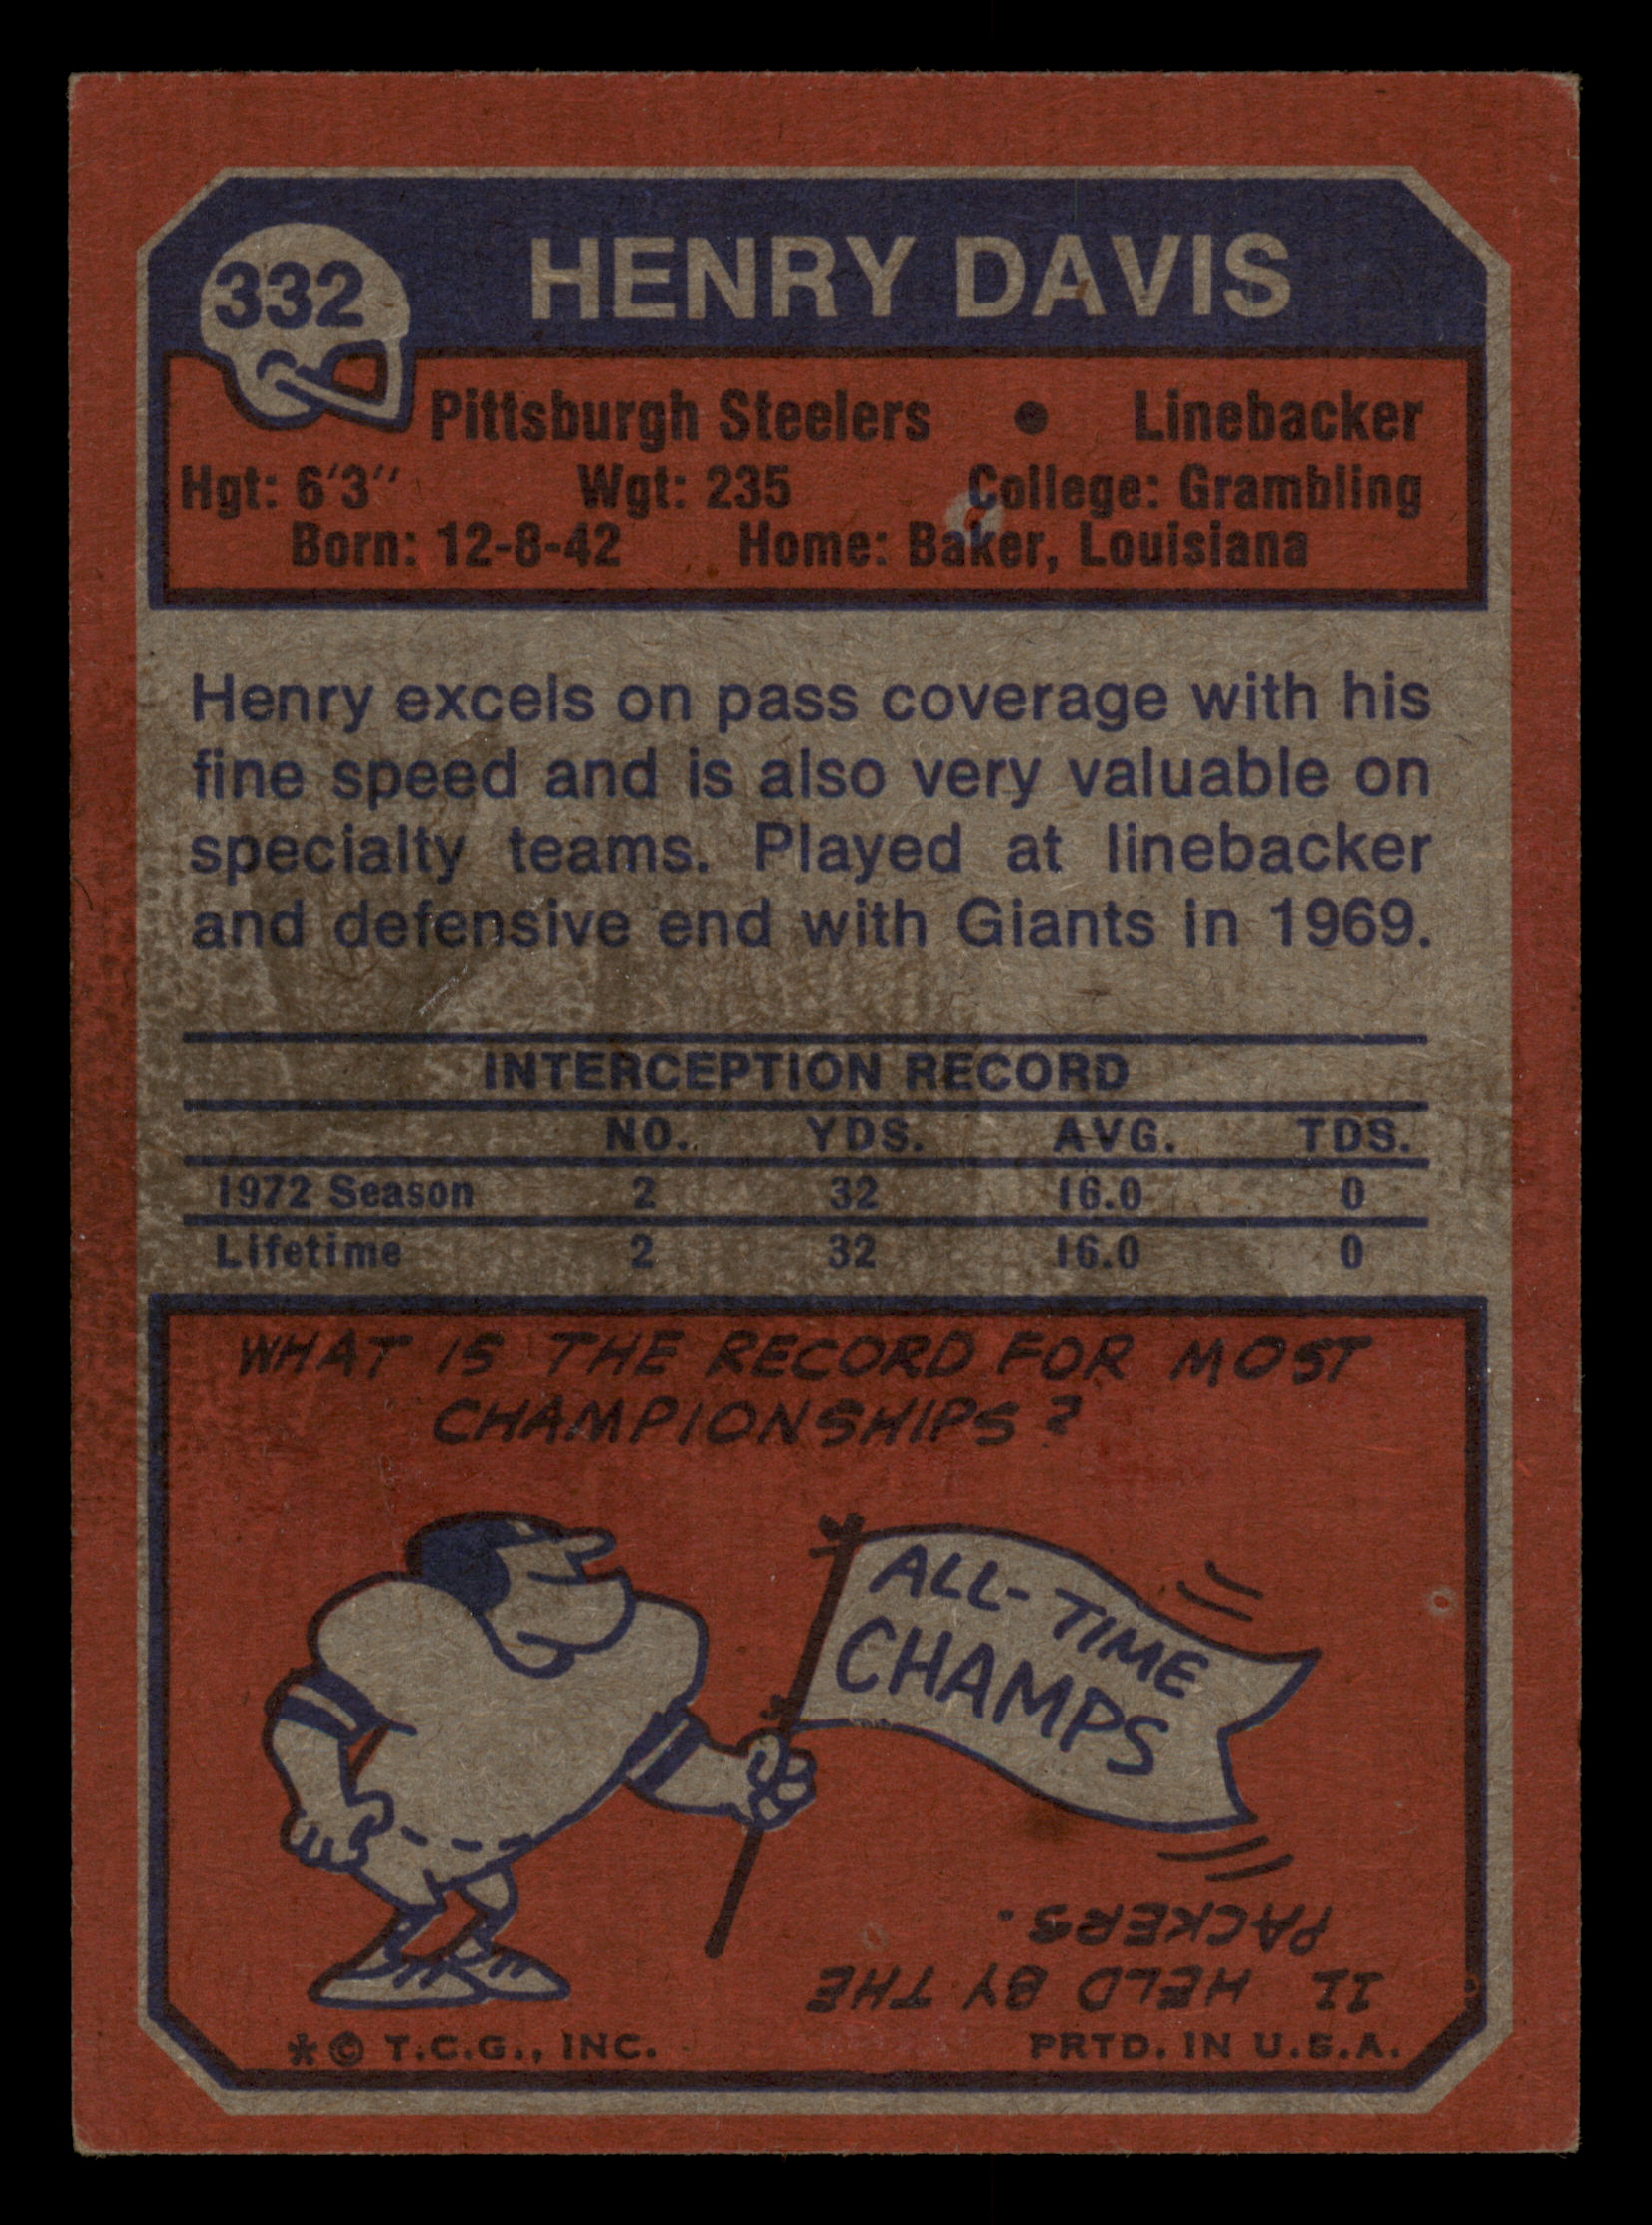 332
HENRY DAVIS
Pittsburgh Steelers • Linebacker
Hgt: 6'3'' Wgt: 235 College: Grambling
Born: 12-8-42 Home: Baker, Louisiana
Henry excels on pass coverage with his
fine speed and is also very valuable on
specialty teams. Played at linebacker
and defensive end with Giants in 1969.
INTERCEPTION RECORD
NO. YDS. AVG. TDS.
1972 Season 2 32 16.0 0
Lifetime 2 32 16.0 0
WHAT IS THE RECORD FOR MOST
CHAMPIONSHIPS?
ALL-TIME
CHAMPS
11 HELD BY THE
PACKERS.
*© T.C.G., INC. PRTD. IN U.S.A.